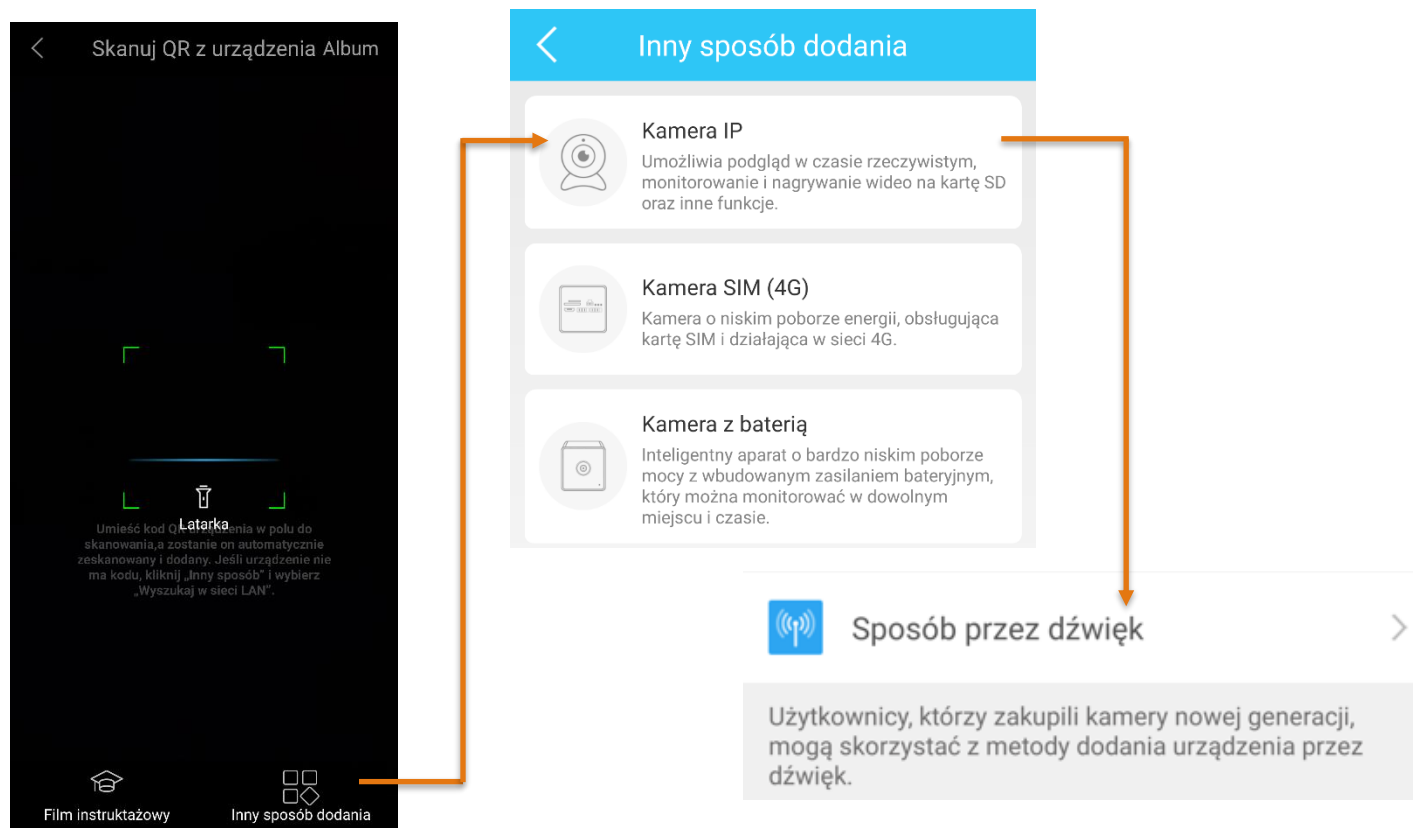 Skanuj QR z urządzenia Album
Latarka
Umieść kod QR urządzenia w polu do
skanowania,a zostanie on automatycznie
zeskanowany i dodany. Jeśli urządzenie nie
ma kodu, kliknij „Inny sposób" i wybierz
„Wyszukaj w sieci LAN".
Film instruktażowy
Inny sposób dodania
Inny sposób dodania
Kamera IP
Umożliwia podgląd w czasie rzeczywistym,
monitorowanie i nagrywanie wideo na kartę SD
oraz inne funkcje.
Kamera SIM (4G)
Kamera o niskim poborze energii, obsługująca
kartę SIM i działająca w sieci 4G.
Kamera z baterią
Inteligentny aparat o bardzo niskim poborze
mocy z wbudowanym zasilaniem bateryjnym,
który można monitorować w dowolnym
miejscu i czasie.
Sposób przez dźwięk
Użytkownicy, którzy zakupili kamery nowej generacji,
mogą skorzystać z metody dodania urządzenia przez
dźwięk.